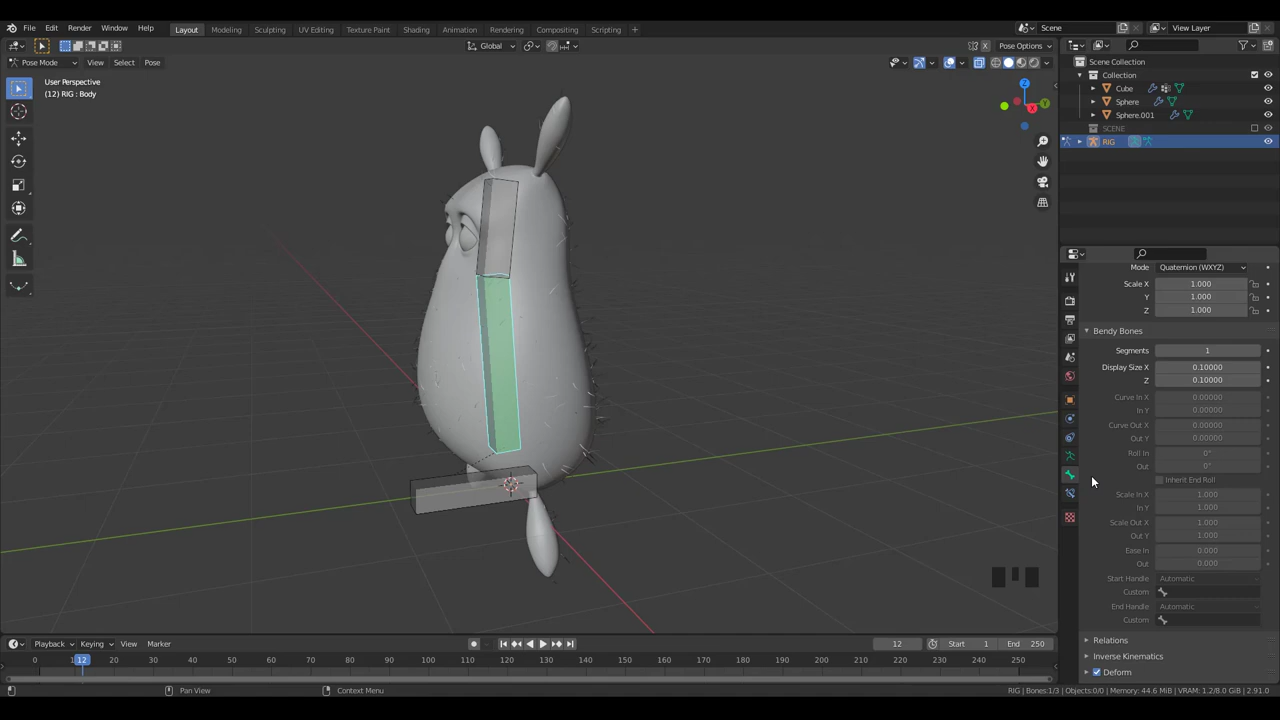 File Edit Render Window Help Layout Modeling Sculpting UV Editing Texture Paint Shading Animation Rendering Compositing Scripting + Scene View Layer
Global Pose Options
Pose Mode View Select Pose
User Perspective
(12) RIG : Body
Z
Y
X
Scene Collection
Collection
Cube
Sphere
Sphere.001
SCENE
RIG
Mode Quaternion (WXYZ)
Scale X 1.000
Y 1.000
Z 1.000
Bendy Bones
Segments 1
Display Size X 0.10000
Z 0.10000
Curve In X 0.00000
In Y 0.00000
Curve Out X 0.00000
Out Y 0.00000
Roll In 0°
Out 0°
Inherit End Roll
Scale In X 1.000
In Y 1.000
Scale Out X 1.000
Out Y 1.000
Ease In 0.000
Out 0.000
Start Handle Automatic
Custom
End Handle Automatic
Custom
Relations
Inverse Kinematics
Deform
Playback Keying View Marker 12 Start 1 End 250
0 12 20 30 40 50 60 70 80 90 100 110 120 130 140 150 160 170 180 190 200 210 220 230 240 250
Pan View Context Menu RIG | Bones:1/3 | Objects:0/0 | Memory: 44.6 MiB | VRAM: 1.2/8.0 GiB | 2.91.0